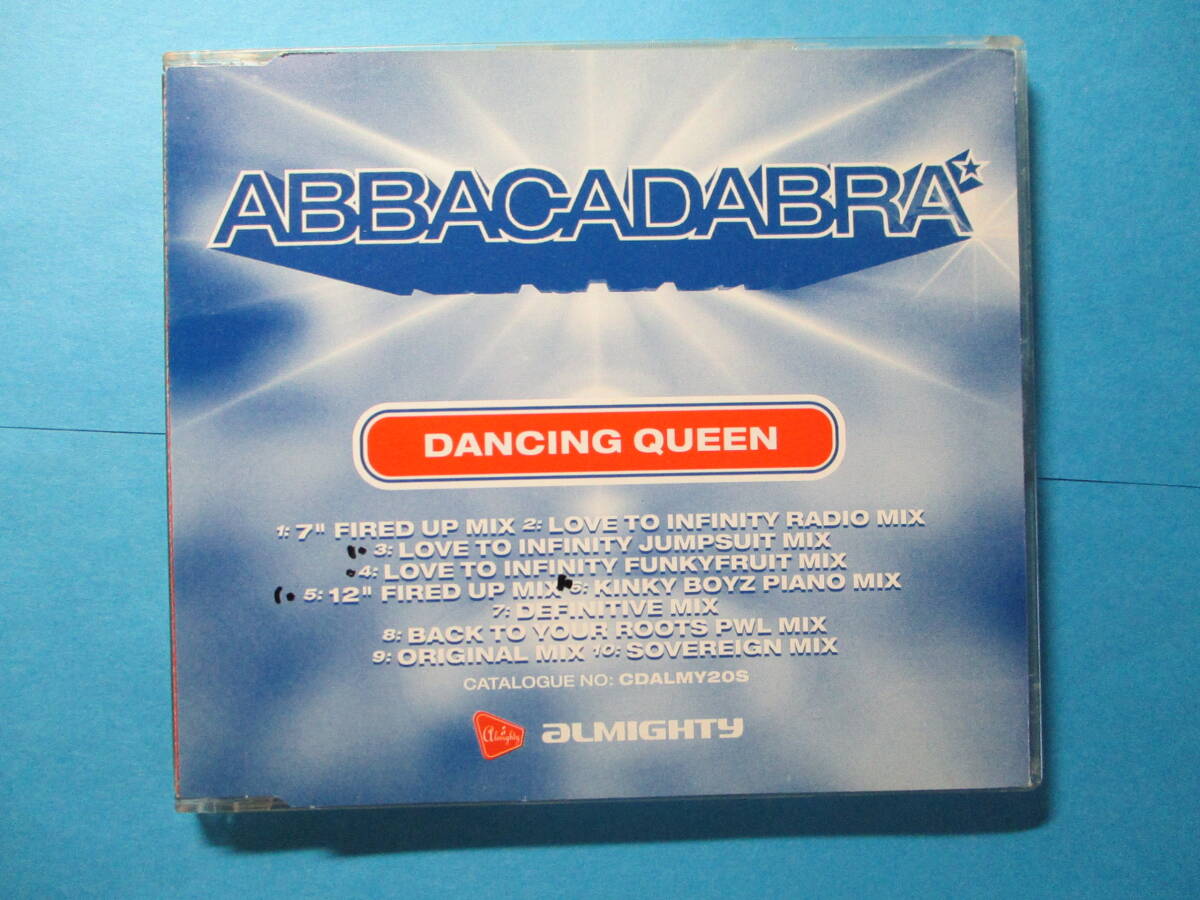 ABBACADABRA
DANCING QUEEN
1: 7" FIRED UP MIX 2: LOVE TO INFINITY RADIO MIX
3: LOVE TO INFINITY JUMPSUIT MIX
4: LOVE TO INFINITY FUNKYFRUIT MIX
5: 12" FIRED UP MIX 6: KINKY BOYZ PIANO MIX
7: DEFINITIVE MIX
8: BACK TO YOUR ROOTS PWL MIX
9: ORIGINAL MIX 10: SOVEREIGN MIX
CATALOGUE NO: CDALMY20S
almighty
aLMIGHTY